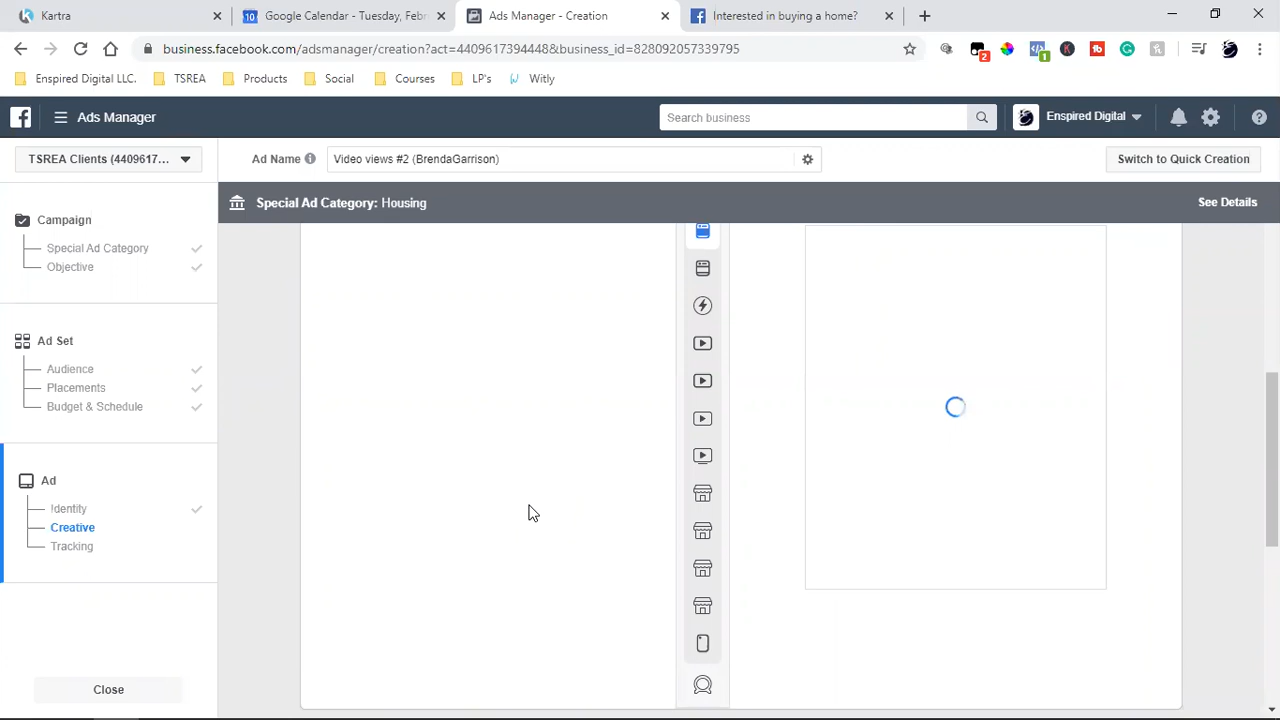 Kartra
Google Calendar - Tuesday, Febr
Ads Manager - Creation
Interested in buying a home?
business.facebook.com/adsmanager/creation?act=4409617394448&business_id=828092057339795
2
1
Enspired Digital LLC.
TSREA
Products
Social
Courses
LP's
Witly
Ads Manager
Search business
Enspired Digital
TSREA Clients (4409617...
Ad Name
Video views #2 (BrendaGarrison)
Switch to Quick Creation
Special Ad Category: Housing
See Details
Campaign
Special Ad Category
Objective
Ad Set
Audience
Placements
Budget & Schedule
Ad
Identity
Creative
Tracking
Close